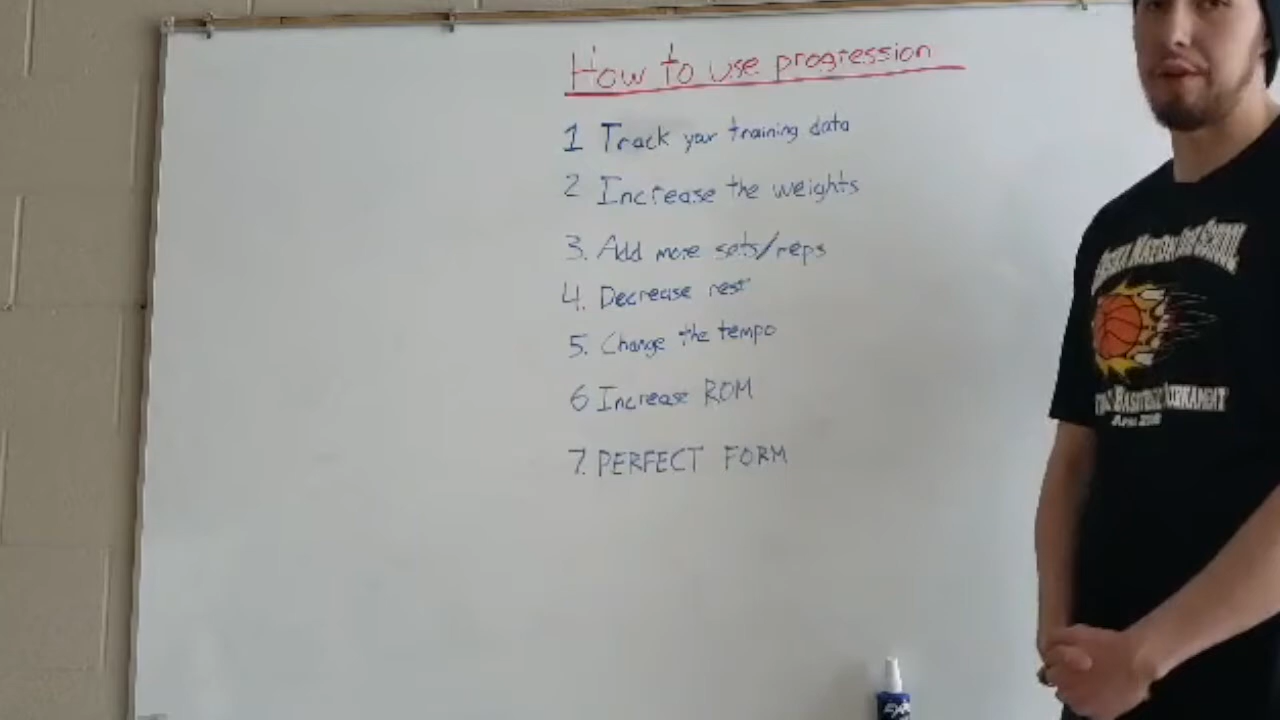 How to use progression
1 Track your training data
2 Increase the weights
3. Add more sets/reps
4. Decrease rest
5. Change the tempo
6 Increase ROM
7. PERFECT FORM